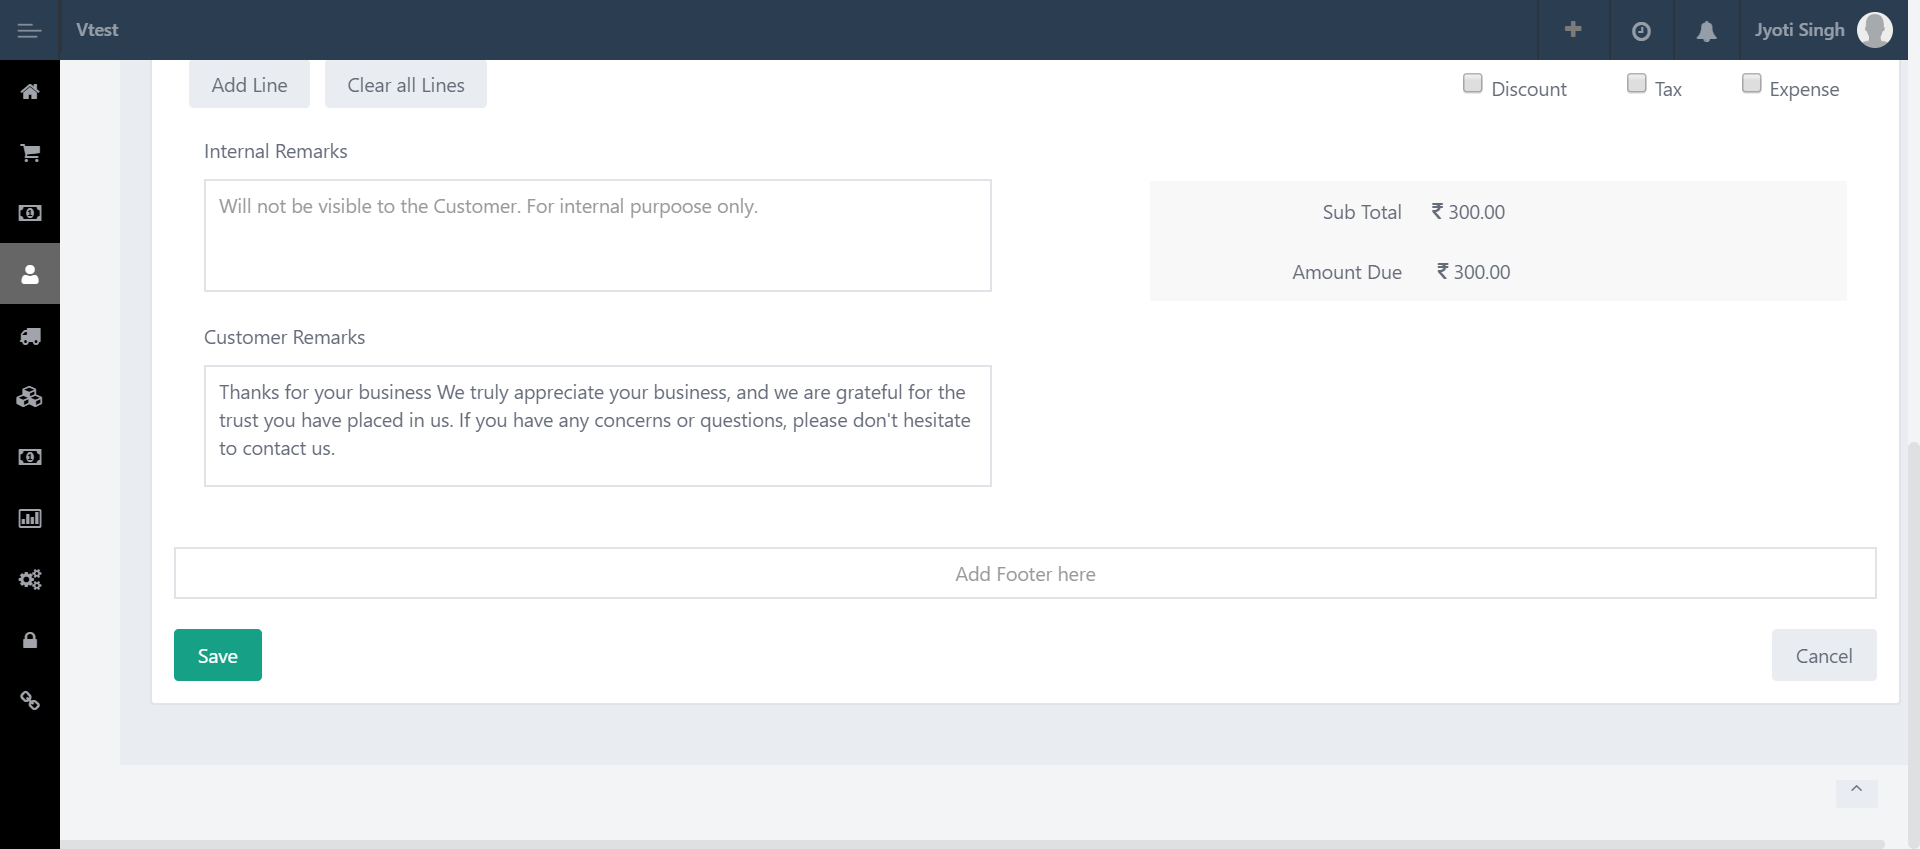 Vtest
Jyoti Singh
Add Line
Clear all Lines
Discount
Tax
Expense
Internal Remarks
Will not be visible to the Customer. For internal purpoose only.
Sub Total ₹ 300.00
Amount Due ₹ 300.00
Customer Remarks
Thanks for your business We truly appreciate your business, and we are grateful for the
trust you have placed in us. If you have any concerns or questions, please don't hesitate
to contact us.
Add Footer here
Save
Cancel